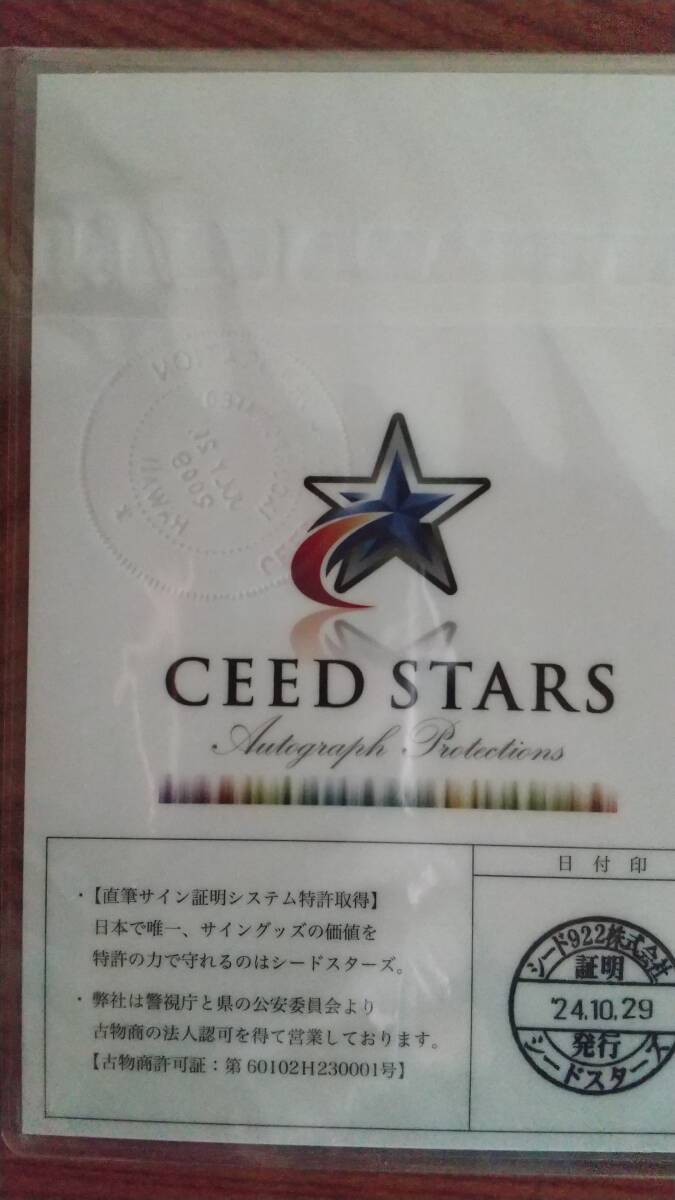 JULY 21
2008
HAWAII
CEED STARS
Autograph Protections
・【直筆サイン証明システム特許取得】
日本で唯一、サイングッズの価値を
特許の力で守れるのはシードスターズ。
・弊社は警視庁と県の公安委員会より
古物商の法人認可を得て営業しております。
【古物商許可証:第60102H230001号】
日付印
シード922株式会社
証明
'24.10.29
発行
シードスターズ